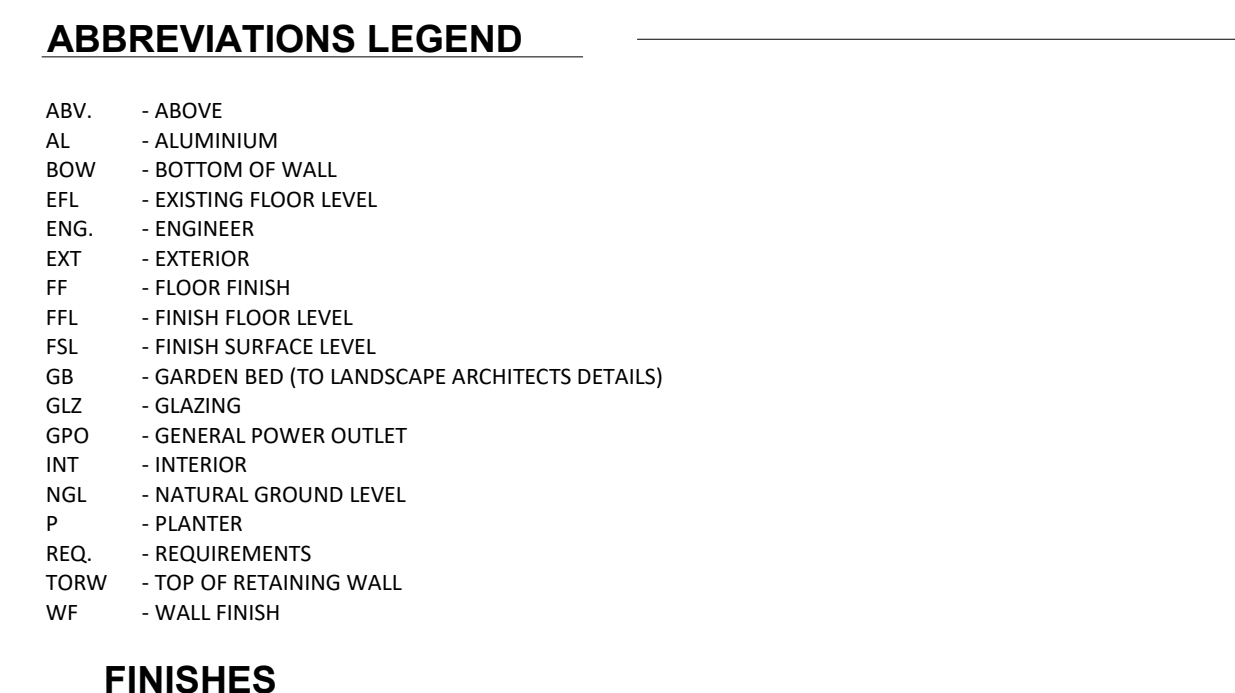 ABBREVIATIONS LEGEND
ABV. - ABOVE
AL - ALUMINIUM
BOW - BOTTOM OF WALL
EFL - EXISTING FLOOR LEVEL
ENG. - ENGINEER
EXT - EXTERIOR
FF - FLOOR FINISH
FFL - FINISH FLOOR LEVEL
FSL - FINISH SURFACE LEVEL
GB - GARDEN BED (TO LANDSCAPE ARCHITECTS DETAILS)
GLZ - GLAZING
GPO - GENERAL POWER OUTLET
INT - INTERIOR
NGL - NATURAL GROUND LEVEL
P - PLANTER
REQ. - REQUIREMENTS
TORW - TOP OF RETAINING WALL
WF - WALL FINISH
FINISHES